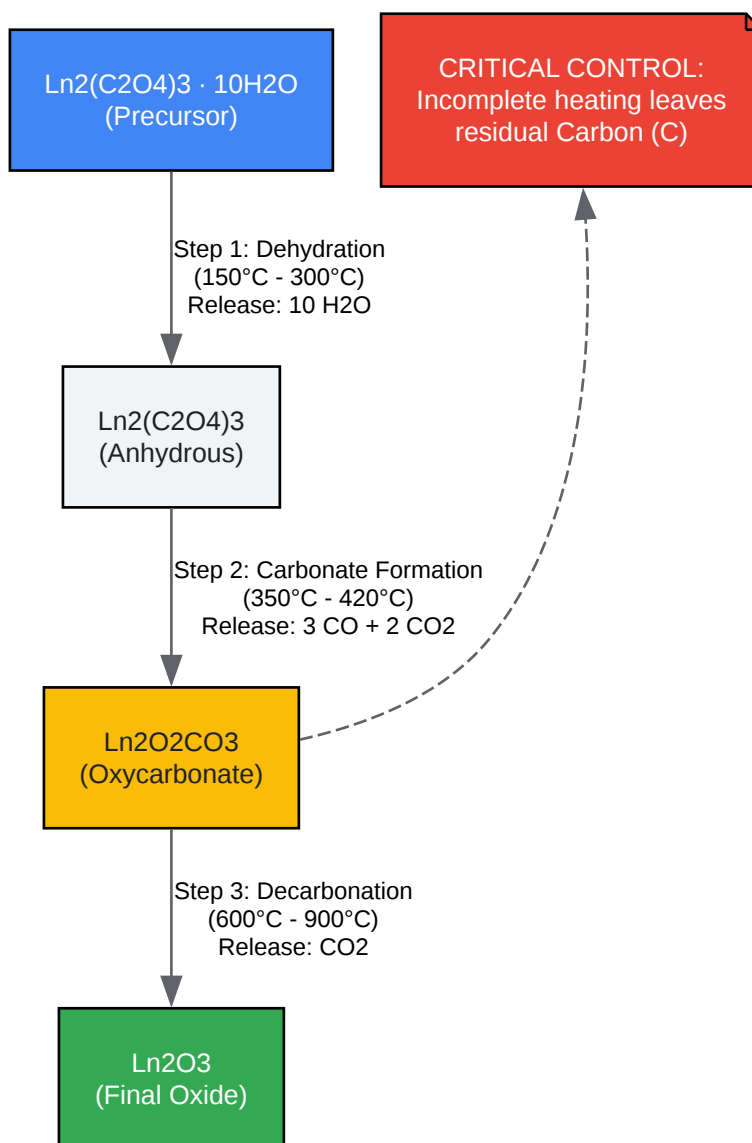 Ln2(C2O4)3 · 10H2O
(Precursor)
CRITICAL CONTROL:
Incomplete heating leaves
residual Carbon (C)
Step 1: Dehydration
(150°C - 300°C)
Release: 10 H2O
Ln2(C2O4)3
(Anhydrous)
Step 2: Carbonate Formation
(350°C - 420°C)
Release: 3 CO + 2 CO2
Ln2O2CO3
(Oxycarbonate)
Step 3: Decarbonation
(600°C - 900°C)
Release: CO2
Ln2O3
(Final Oxide)